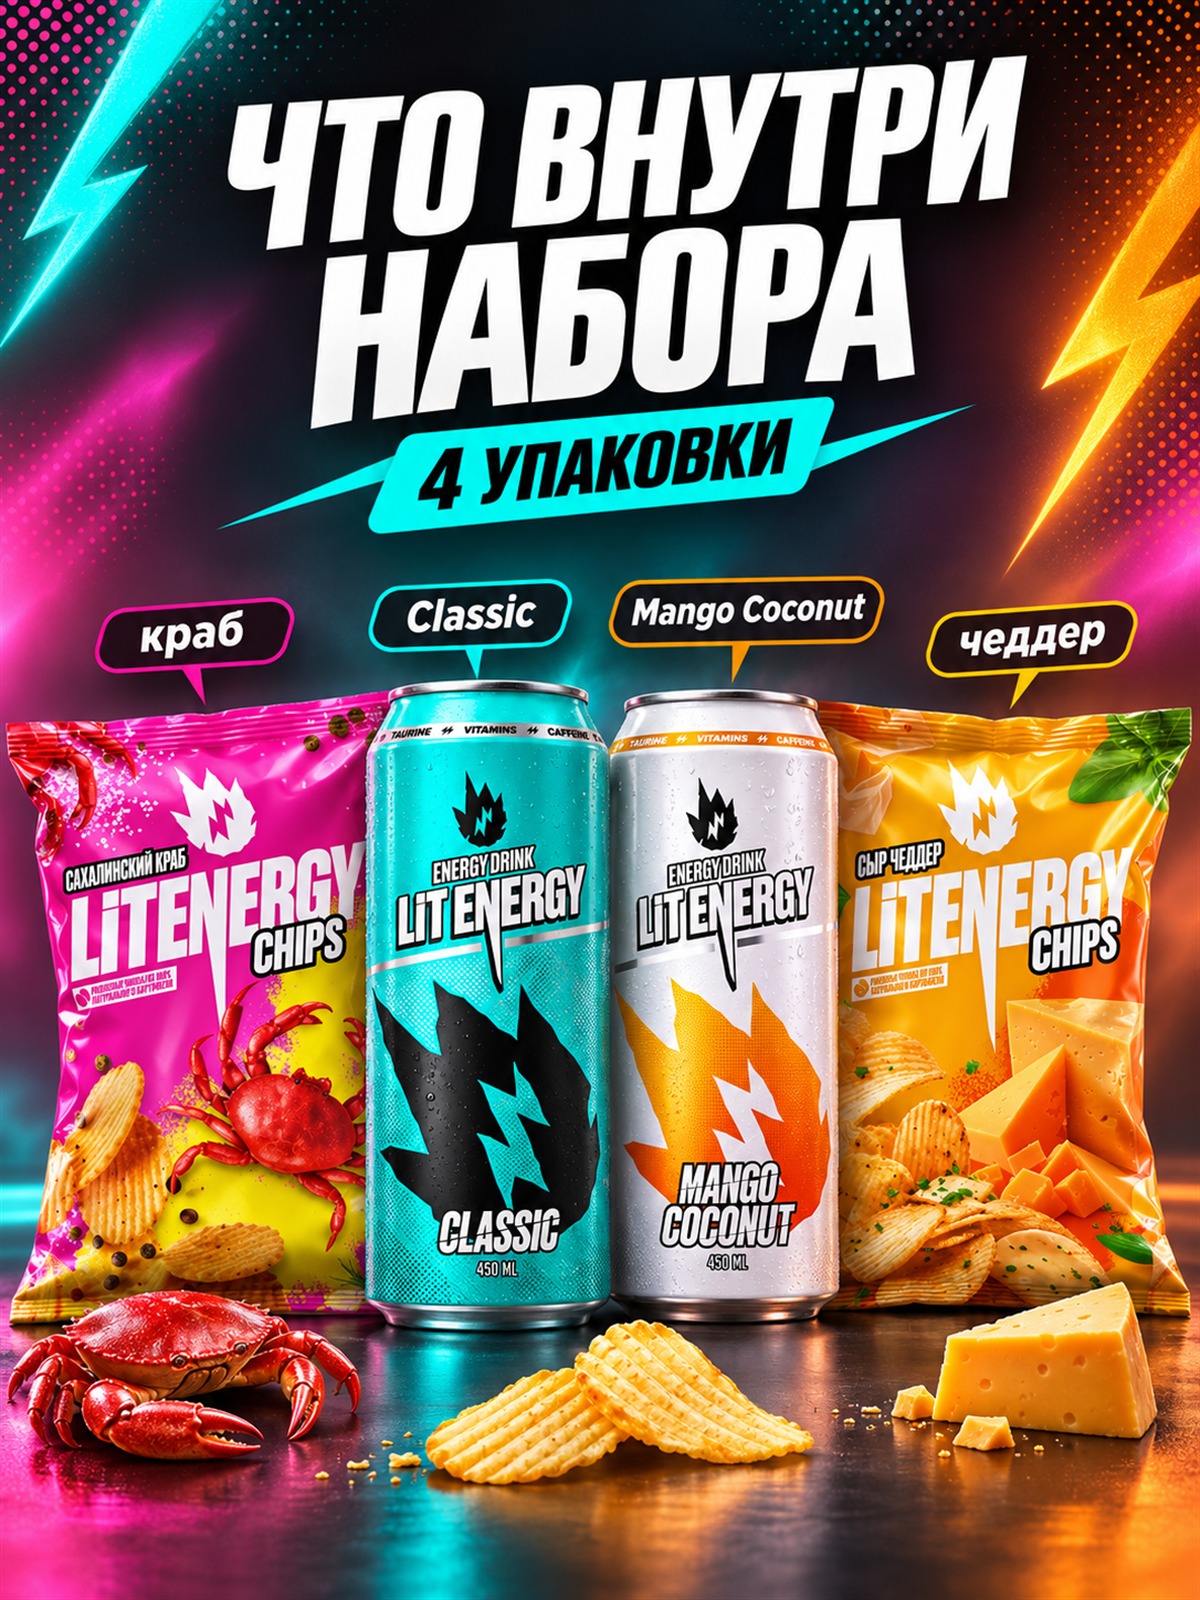 ЧТО ВНУТРИ
НАБОРА
4 УПАКОВКИ
краб
Classic
Mango Coconut
чеддер
САХАЛИНСКИЙ КРАБ
LITENERGY
CHIPS
TAURINE VITAMINS CAFFEINE
ENERGY DRINK
LIT ENERGY
CLASSIC
450 ML
TAURINE VITAMINS CAFFEINE
ENERGY DRINK
LIT ENERGY
MANGO
COCONUT
450 ML
СЫР ЧЕДДЕР
LITENERGY
CHIPS